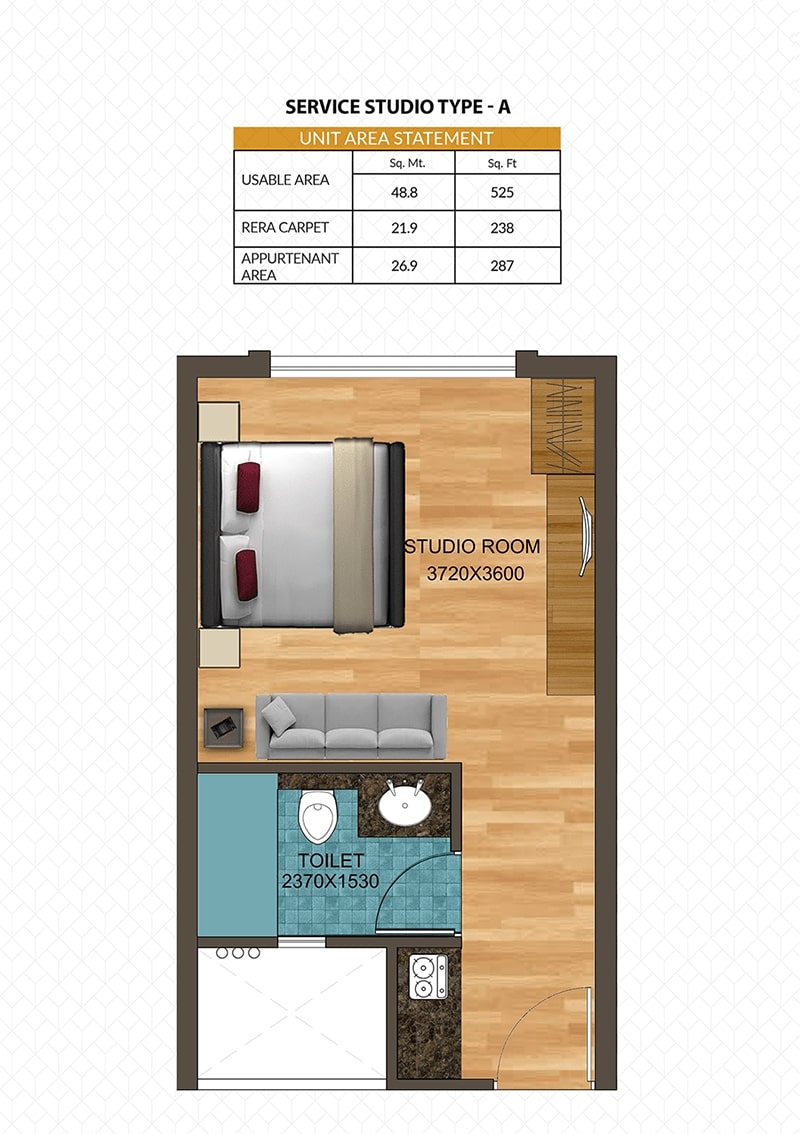 SERVICE STUDIO TYPE - A
UNIT AREA STATEMENT
USABLE AREA
Sq. Mt. Sq. Ft
48.8 525
RERA CARPET 21.9 238
APPURTENANT
AREA
26.9 287
STUDIO ROOM
3720X3600
TOILET
2370X1530